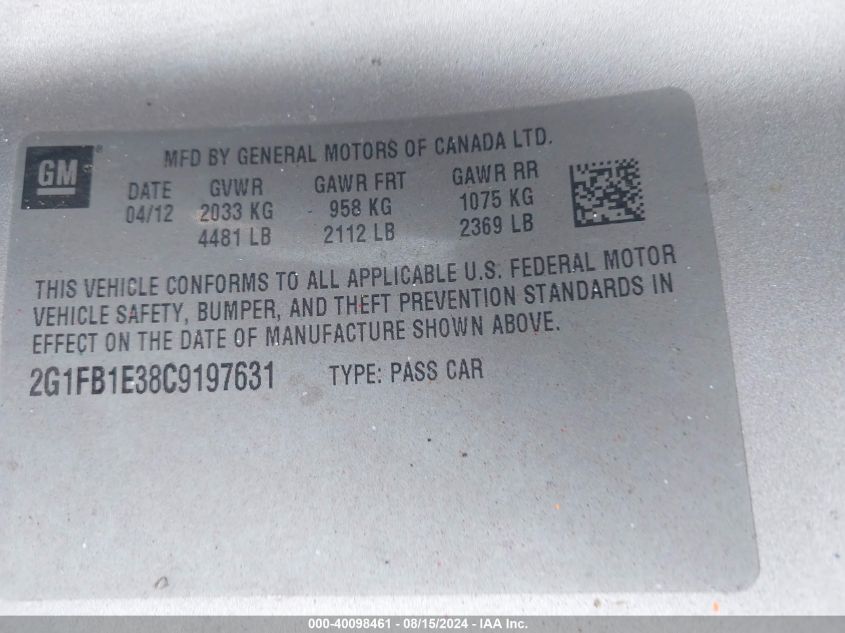 MFD BY GENERAL MOTORS OF CANADA LTD.
GM
DATE GVWR GAWR FRT GAWR RR
04/12 2033 KG 958 KG 1075 KG
4481 LB 2112 LB 2369 LB
THIS VEHICLE CONFORMS TO ALL APPLICABLE U.S. FEDERAL MOTOR
VEHICLE SAFETY, BUMPER, AND THEFT PREVENTION STANDARDS IN
EFFECT ON THE DATE OF MANUFACTURE SHOWN ABOVE.
2G1FB1E38C9197631 TYPE: PASS CAR
000-40098461 - 08/15/2024 - IAA Inc.